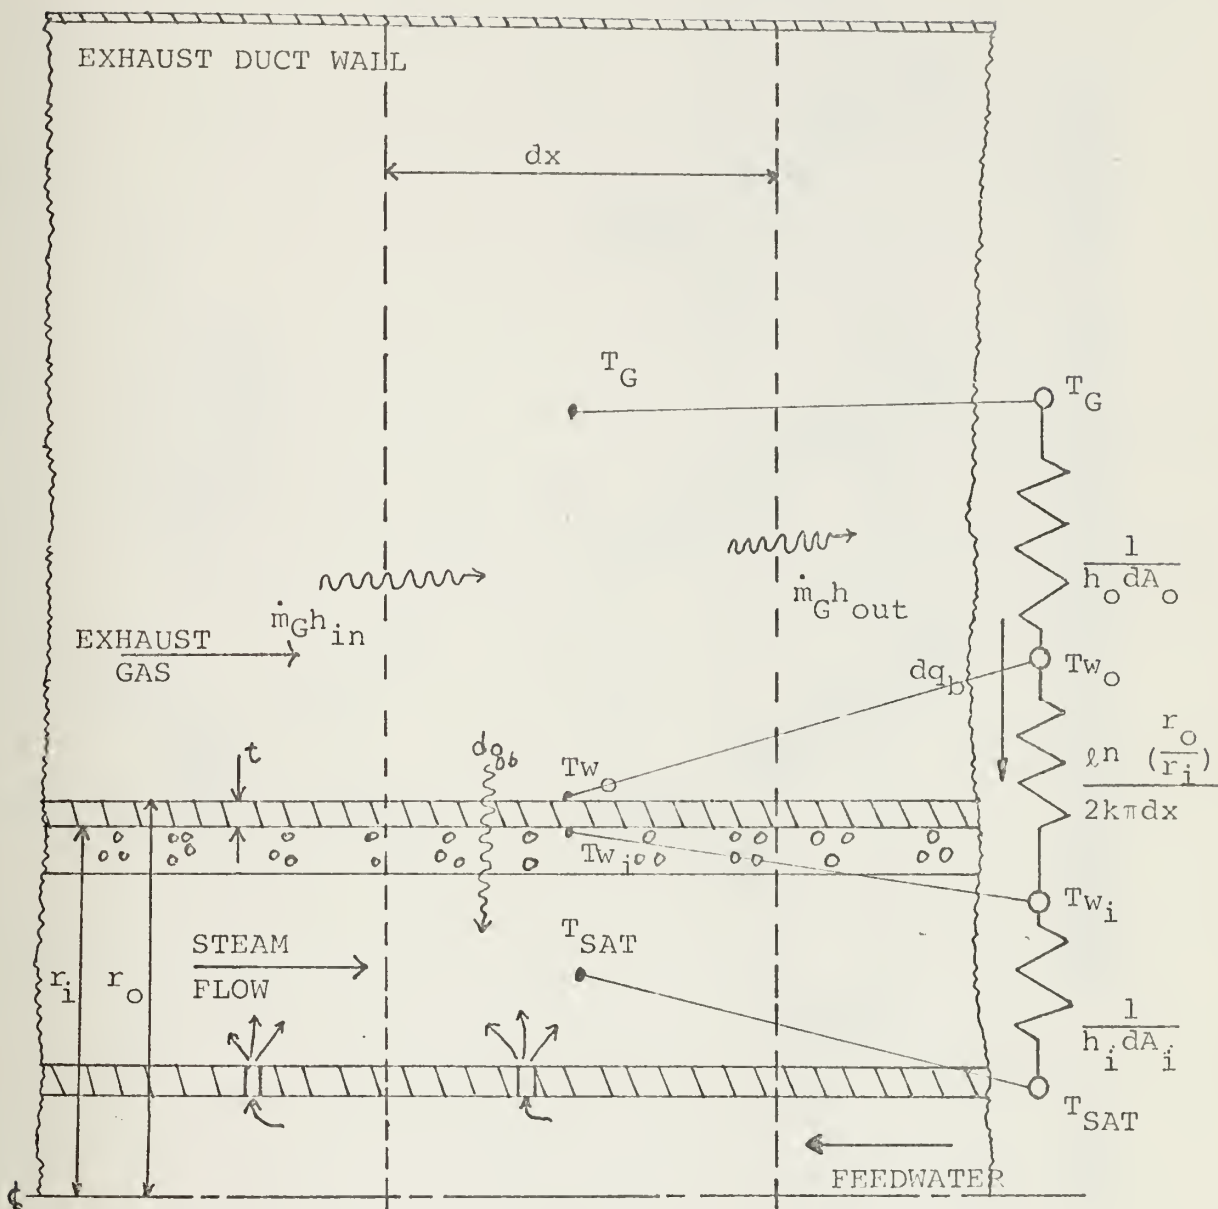 EXHAUST DUCT WALL
dx
T_G
T_G
1
h_o dA_o
ṁ_G h_in
ṁ_G h_out
EXHAUST
GAS
dq_b
Tw_o
t
dq_b
Tw_o
ℓn (r_o/r_i)
2kπdx
Tw_i
Tw_i
T_SAT
STEAM
FLOW
r_i
r_o
1
h_i dA_i
T_SAT
FEEDWATER
℄